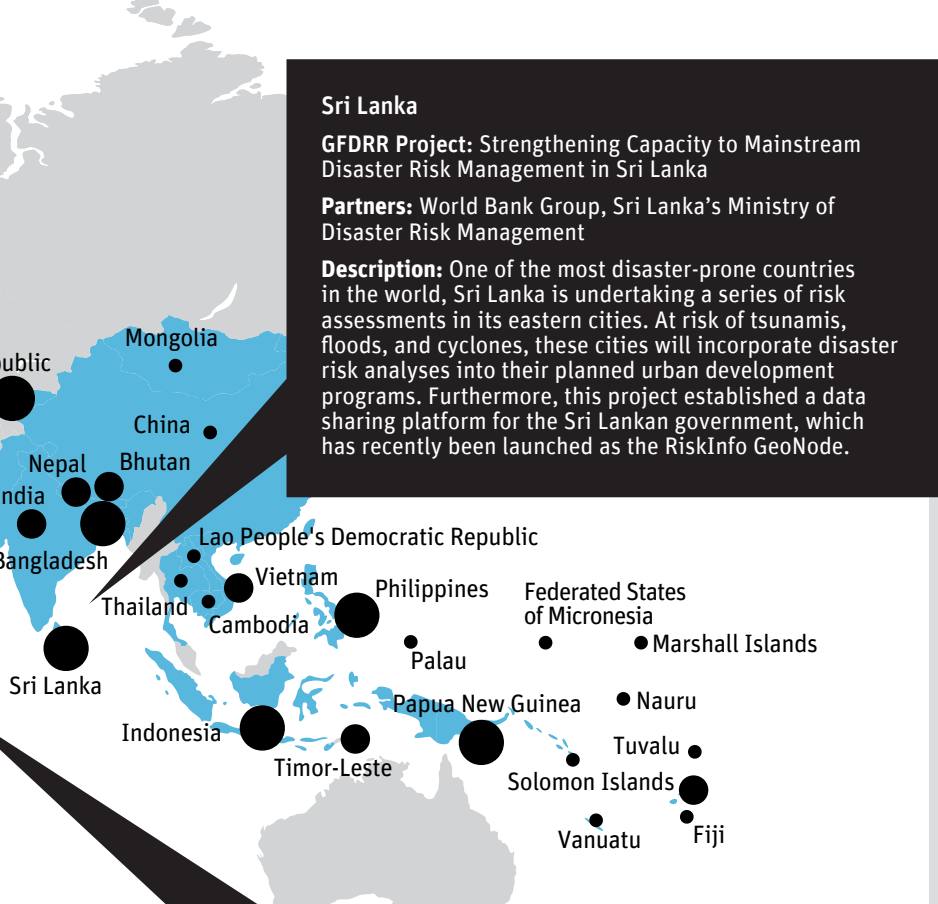 Sri Lanka
GFDRR Project: Strengthening Capacity to Mainstream
Disaster Risk Management in Sri Lanka
Partners: World Bank Group, Sri Lanka’s Ministry of
Disaster Risk Management
Description: One of the most disaster-prone countries
in the world, Sri Lanka is undertaking a series of risk
assessments in its eastern cities. At risk of tsunamis,
floods, and cyclones, these cities will incorporate disaster
risk analyses into their planned urban development
programs. Furthermore, this project established a data
sharing platform for the Sri Lankan government, which
has recently been launched as the RiskInfo GeoNode.
Mongolia
public
China
Nepal
Bhutan
ndia
Lao People's Democratic Republic
Bangladesh
Vietnam
Philippines
Federated States
of Micronesia
Thailand
Cambodia
Marshall Islands
Palau
Sri Lanka
Papua New Guinea
Nauru
Indonesia
Tuvalu
Timor-Leste
Solomon Islands
Vanuatu
Fiji